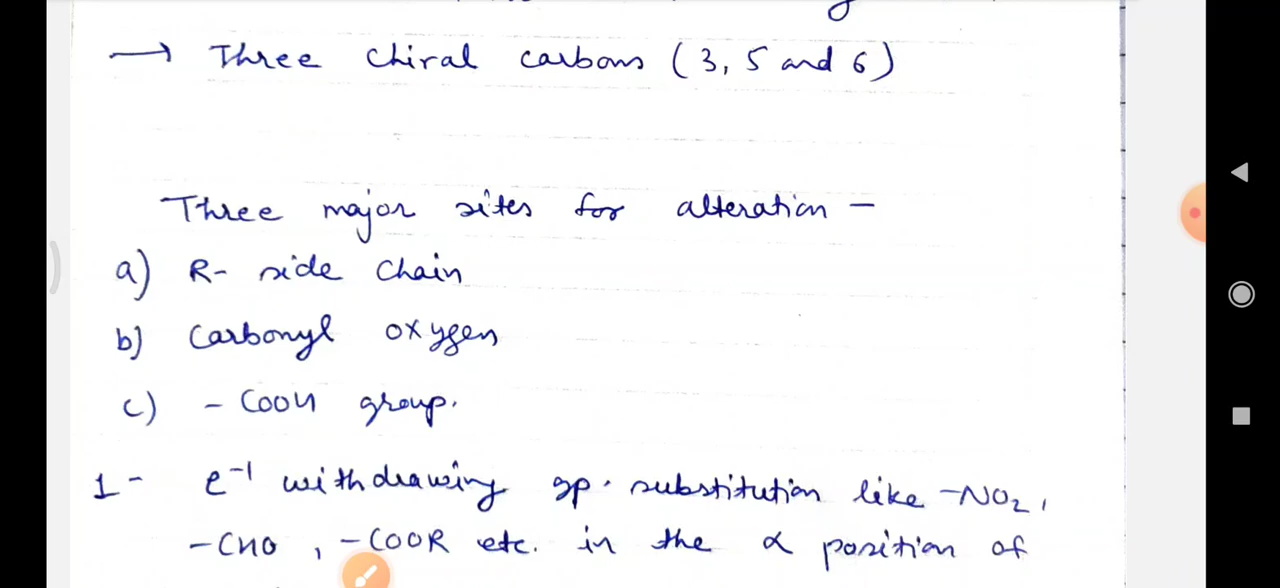 → Three chiral carbons (3, 5 and 6)
Three major sites for alteration -
a) R- side chain
b) Carbonyl oxygen
c) - COOH group.
1- e⁻¹ withdrawing gp. substitution like -NO₂,
-CHO, -COOR etc. in the α position of